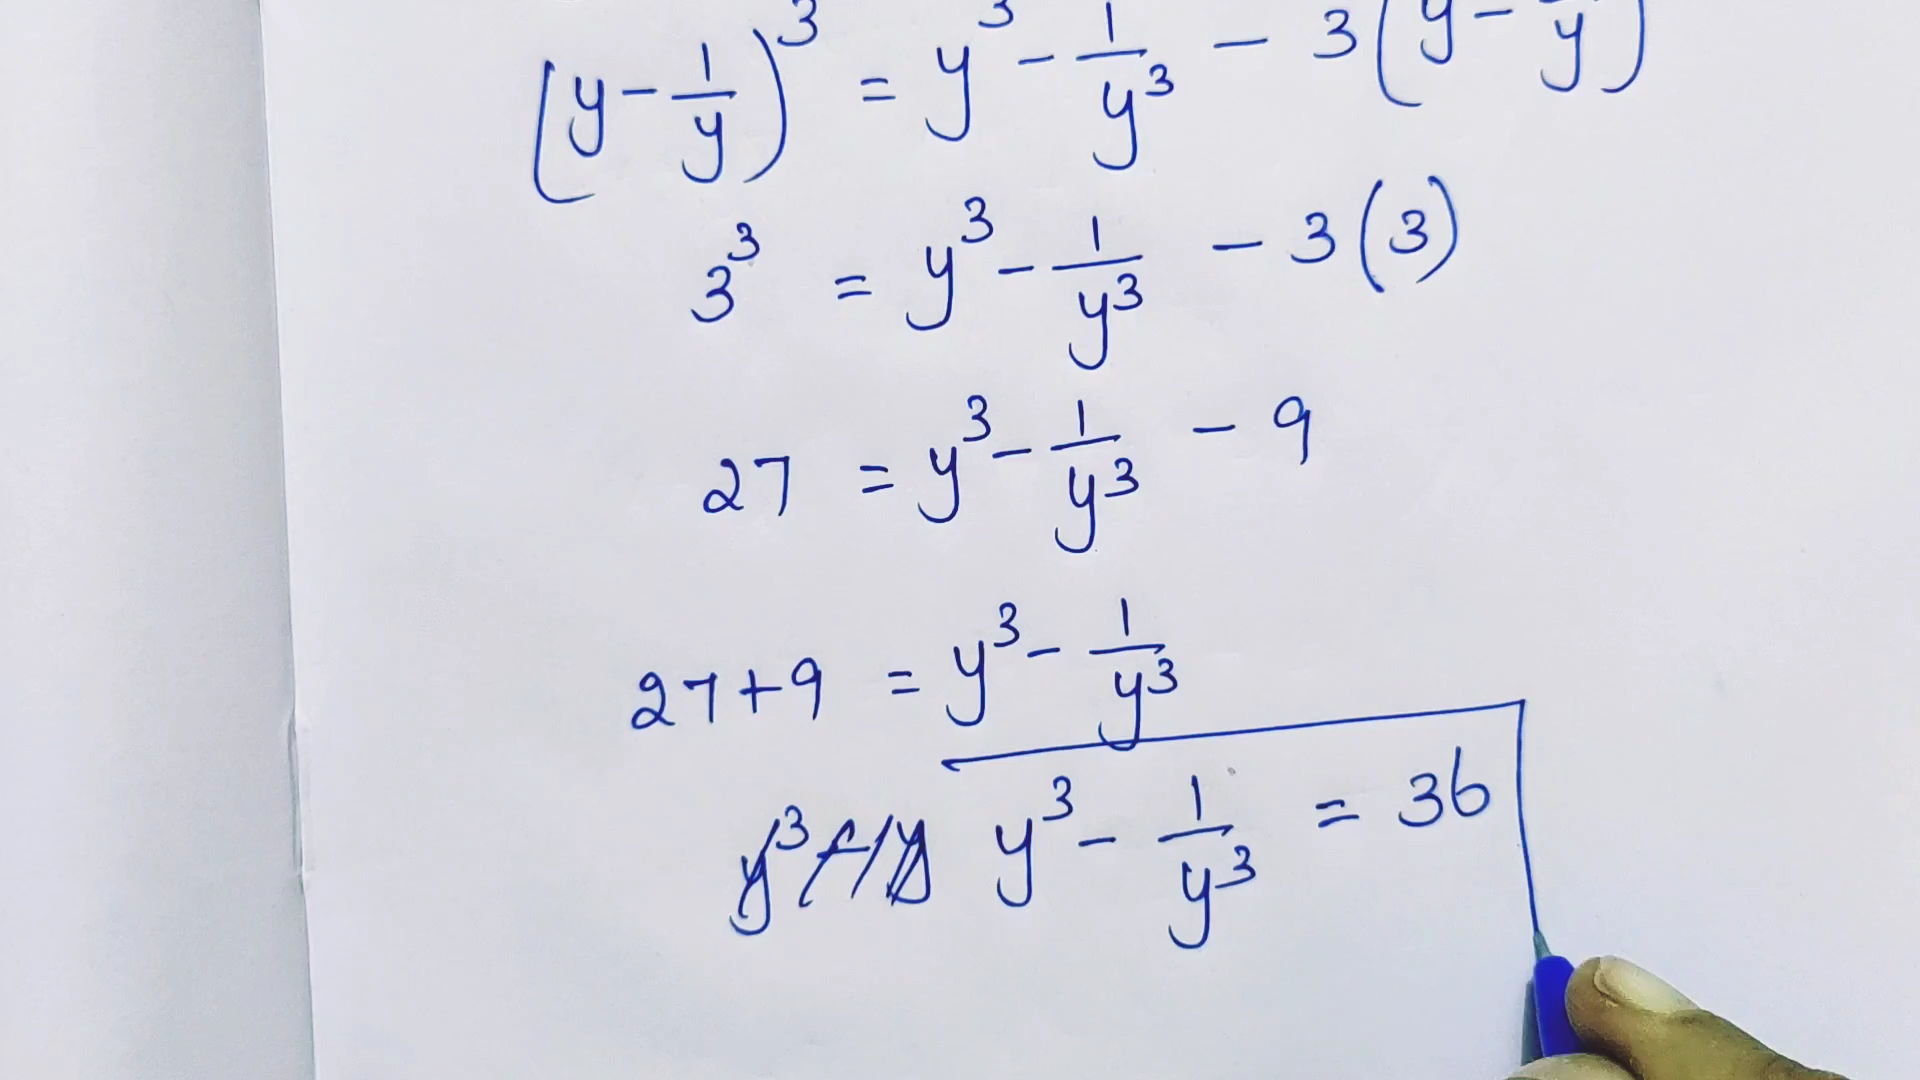 (y - 1/y)³ = y³ - 1/y³ - 3(y - 1/y)
3³ = y³ - 1/y³ - 3(3)
27 = y³ - 1/y³ - 9
27+9 = y³ - 1/y³
y³ - 1/y³ = 36